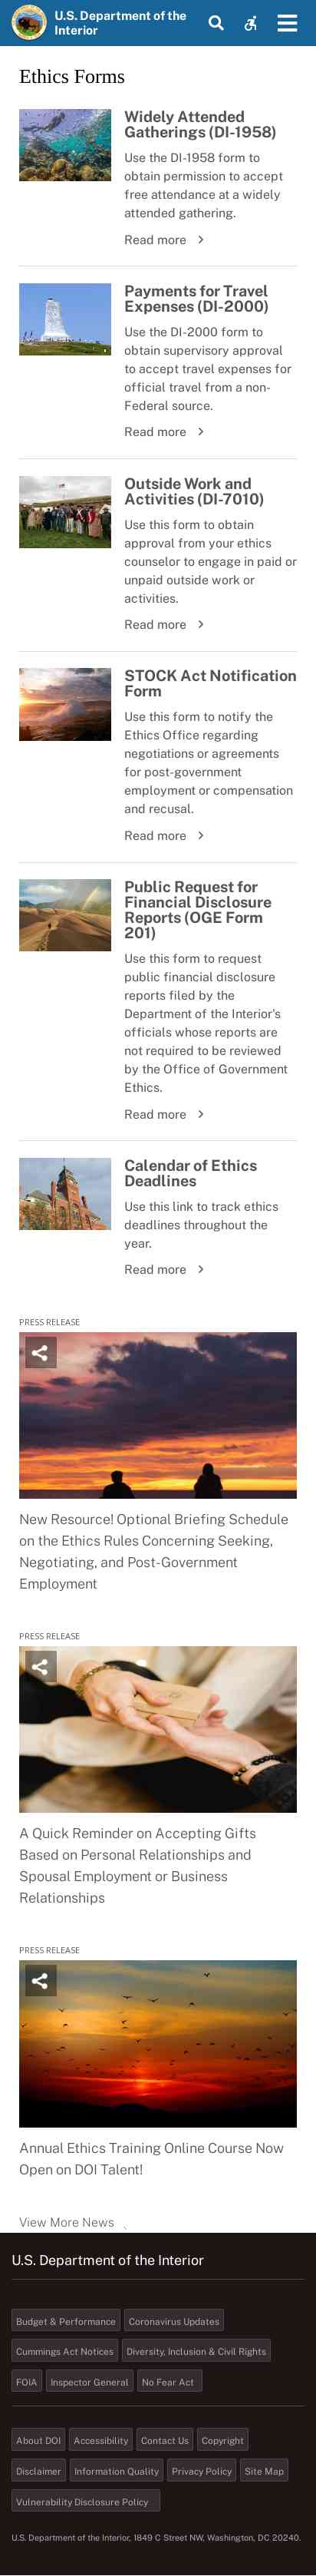 U.S. Department of the
Interior
Ethics Forms
Widely Attended
Gatherings (DI-1958)
Use the DI-1958 form to
obtain permission to accept
free attendance at a widely
attended gathering.
Read more
Payments for Travel
Expenses (DI-2000)
Use the DI-2000 form to
obtain supervisory approval
to accept travel expenses for
official travel from a non-
Federal source.
Read more
Outside Work and
Activities (DI-7010)
Use this form to obtain
approval from your ethics
counselor to engage in paid or
unpaid outside work or
activities.
Read more
STOCK Act Notification
Form
Use this form to notify the
Ethics Office regarding
negotiations or agreements
for post-government
employment or compensation
and recusal.
Read more
Public Request for
Financial Disclosure
Reports (OGE Form
201)
Use this form to request
public financial disclosure
reports filed by the
Department of the Interior's
officials whose reports are
not required to be reviewed
by the Office of Government
Ethics.
Read more
Calendar of Ethics
Deadlines
Use this link to track ethics
deadlines throughout the
year.
Read more
PRESS RELEASE
New Resource! Optional Briefing Schedule
on the Ethics Rules Concerning Seeking,
Negotiating, and Post-Government
Employment
PRESS RELEASE
A Quick Reminder on Accepting Gifts
Based on Personal Relationships and
Spousal Employment or Business
Relationships
PRESS RELEASE
Annual Ethics Training Online Course Now
Open on DOI Talent!
View More News
U.S. Department of the Interior
Budget & Performance Coronavirus Updates
Cummings Act Notices Diversity, Inclusion & Civil Rights
FOIA Inspector General No Fear Act
About DOI Accessibility Contact Us Copyright
Disclaimer Information Quality Privacy Policy Site Map
Vulnerability Disclosure Policy
U.S. Department of the Interior, 1849 C Street NW, Washington, DC 20240.